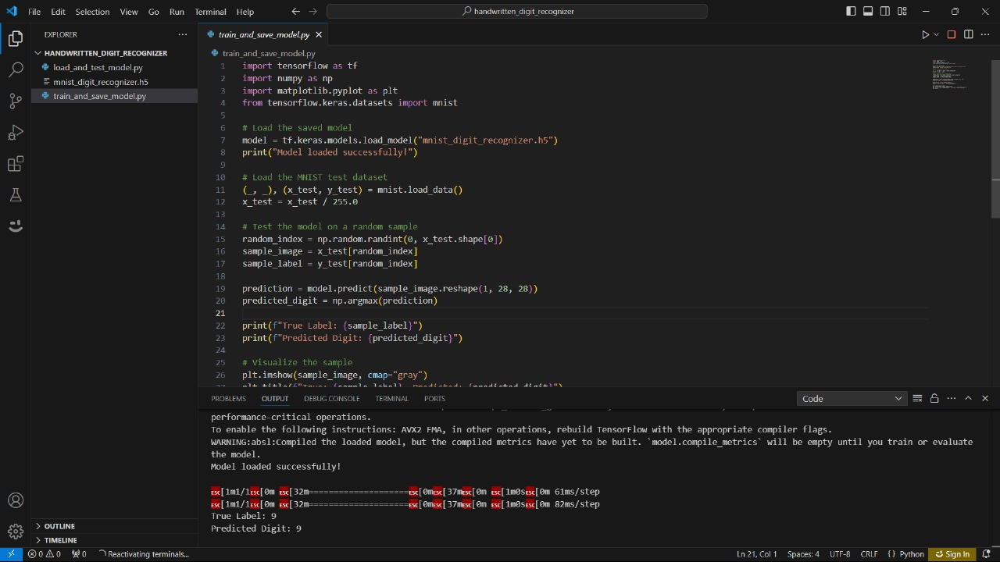 File Edit Selection View Go Run Terminal Help
handwritten_digit_recognizer
EXPLORER
HANDWRITTEN_DIGIT_RECOGNIZER
load_and_test_model.py
mnist_digit_recognizer.h5
train_and_save_model.py
OUTLINE
TIMELINE
train_and_save_model.py
train_and_save_model.py
1 import tensorflow as tf
2 import numpy as np
3 import matplotlib.pyplot as plt
4 from tensorflow.keras.datasets import mnist
5
6 # Load the saved model
7 model = tf.keras.models.load_model("mnist_digit_recognizer.h5")
8 print("Model loaded successfully!")
9
10 # Load the MNIST test dataset
11 (_, _), (x_test, y_test) = mnist.load_data()
12 x_test = x_test / 255.0
13
14 # Test the model on a random sample
15 random_index = np.random.randint(0, x_test.shape[0])
16 sample_image = x_test[random_index]
17 sample_label = y_test[random_index]
18
19 prediction = model.predict(sample_image.reshape(1, 28, 28))
20 predicted_digit = np.argmax(prediction)
21
22 print(f"True Label: {sample_label}")
23 print(f"Predicted Digit: {predicted_digit}")
24
25 # Visualize the sample
26 plt.imshow(sample_image, cmap="gray")
27 plt.title(f"True: {sample_label}, Predicted: {predicted_digit}")
PROBLEMS OUTPUT DEBUG CONSOLE TERMINAL PORTS
Code
performance-critical operations.
To enable the following instructions: AVX2 FMA, in other operations, rebuild TensorFlow with the appropriate compiler flags.
WARNING:absl:Compiled the loaded model, but the compiled metrics have yet to be built. `model.compile_metrics` will be empty until you train or evaluate
the model.
Model loaded successfully!
ESC[1m1/1ESC[0m ESC[32m━━━━━━━━━━━━━━━━━━━━ESC[0mESC[37mESC[0m ESC[1m0sESC[0m 61ms/step
ESC[1m1/1ESC[0m ESC[32m━━━━━━━━━━━━━━━━━━━━ESC[0mESC[37mESC[0m ESC[1m0sESC[0m 82ms/step
True Label: 9
Predicted Digit: 9
0 0 0 Reactivating terminals... Ln 21, Col 1 Spaces: 4 UTF-8 CRLF {} Python Sign In